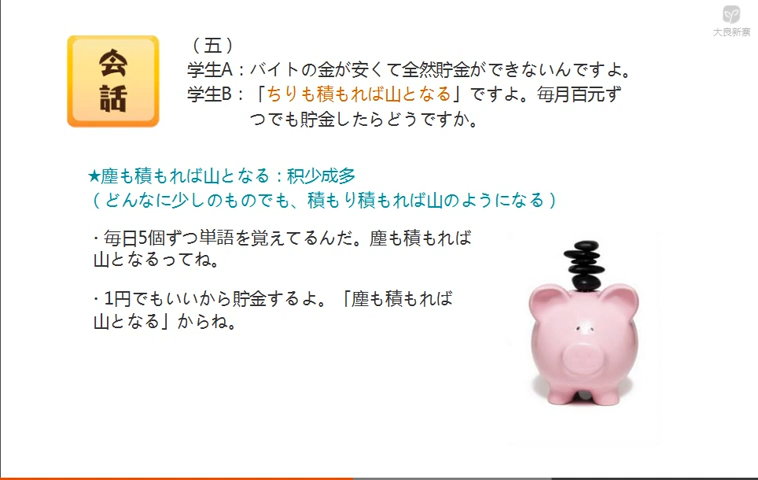 大良新寨
会
話
（五）
学生A：バイトの金が安くて全然貯金ができないんですよ。
学生B：「ちりも積もれば山となる」ですよ。毎月百元ず
つでも貯金したらどうですか。
★塵も積もれば山となる：积少成多
（どんなに少しのものでも、積もり積もれば山のようになる）
・毎日5個ずつ単語を覚えてるんだ。塵も積もれば
山となるってね。
・1円でもいいから貯金するよ。「塵も積もれば
山となる」からね。